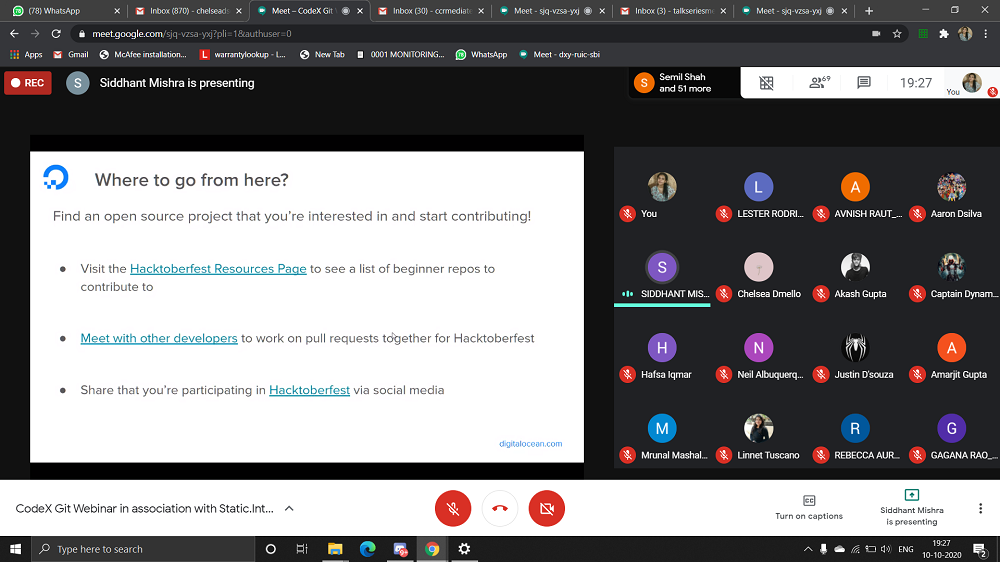 (78) WhatsApp
Inbox (870) - chelseads
Meet – CodeX Git
Inbox (30) - ccrmediate
Meet - sjq-vzsa-yxj
Inbox (3) - talkseriesm
Meet - sjq-vzsa-yxj
meet.google.com/sjq-vzsa-yxj?pli=1&authuser=0
Apps
Gmail
McAfee installation...
warrantylookup - L...
New Tab
0001 MONITORING...
WhatsApp
Meet - dxy-ruic-sbi
REC
S
Siddhant Mishra is presenting
S
Semil Shah
and 51 more
69
19:27
You
Where to go from here?
Find an open source project that you're interested in and start contributing!
● Visit the Hacktoberfest Resources Page to see a list of beginner repos to
contribute to
● Meet with other developers to work on pull requests together for Hacktoberfest
● Share that you're participating in Hacktoberfest via social media
digitalocean.com
You
L
LESTER RODRI...
A
AVNISH RAUT_...
Aaron Dsilva
S
SIDDHANT MIS...
Chelsea Dmello
Akash Gupta
Captain Dynam...
H
Hafsa Iqmar
N
Neil Albuquerq...
Justin D'souza
A
Amarjit Gupta
M
Mrunal Mashal...
Linnet Tuscano
R
REBECCA AUR...
G
GAGANA RAO_...
CodeX Git Webinar in association with Static.Int...
Turn on captions
Siddhant Mishra
is presenting
Type here to search
ENG
19:27
10-10-2020
2